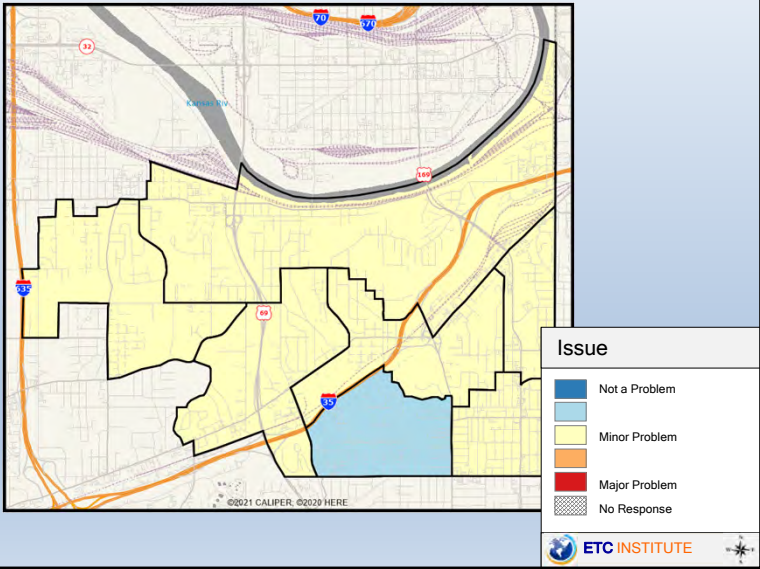 70
670
32
Kansas Riv
169
635
69
35
©2021 CALIPER; ©2020 HERE
Issue
Not a Problem
Minor Problem
Major Problem
No Response
ETC INSTITUTE